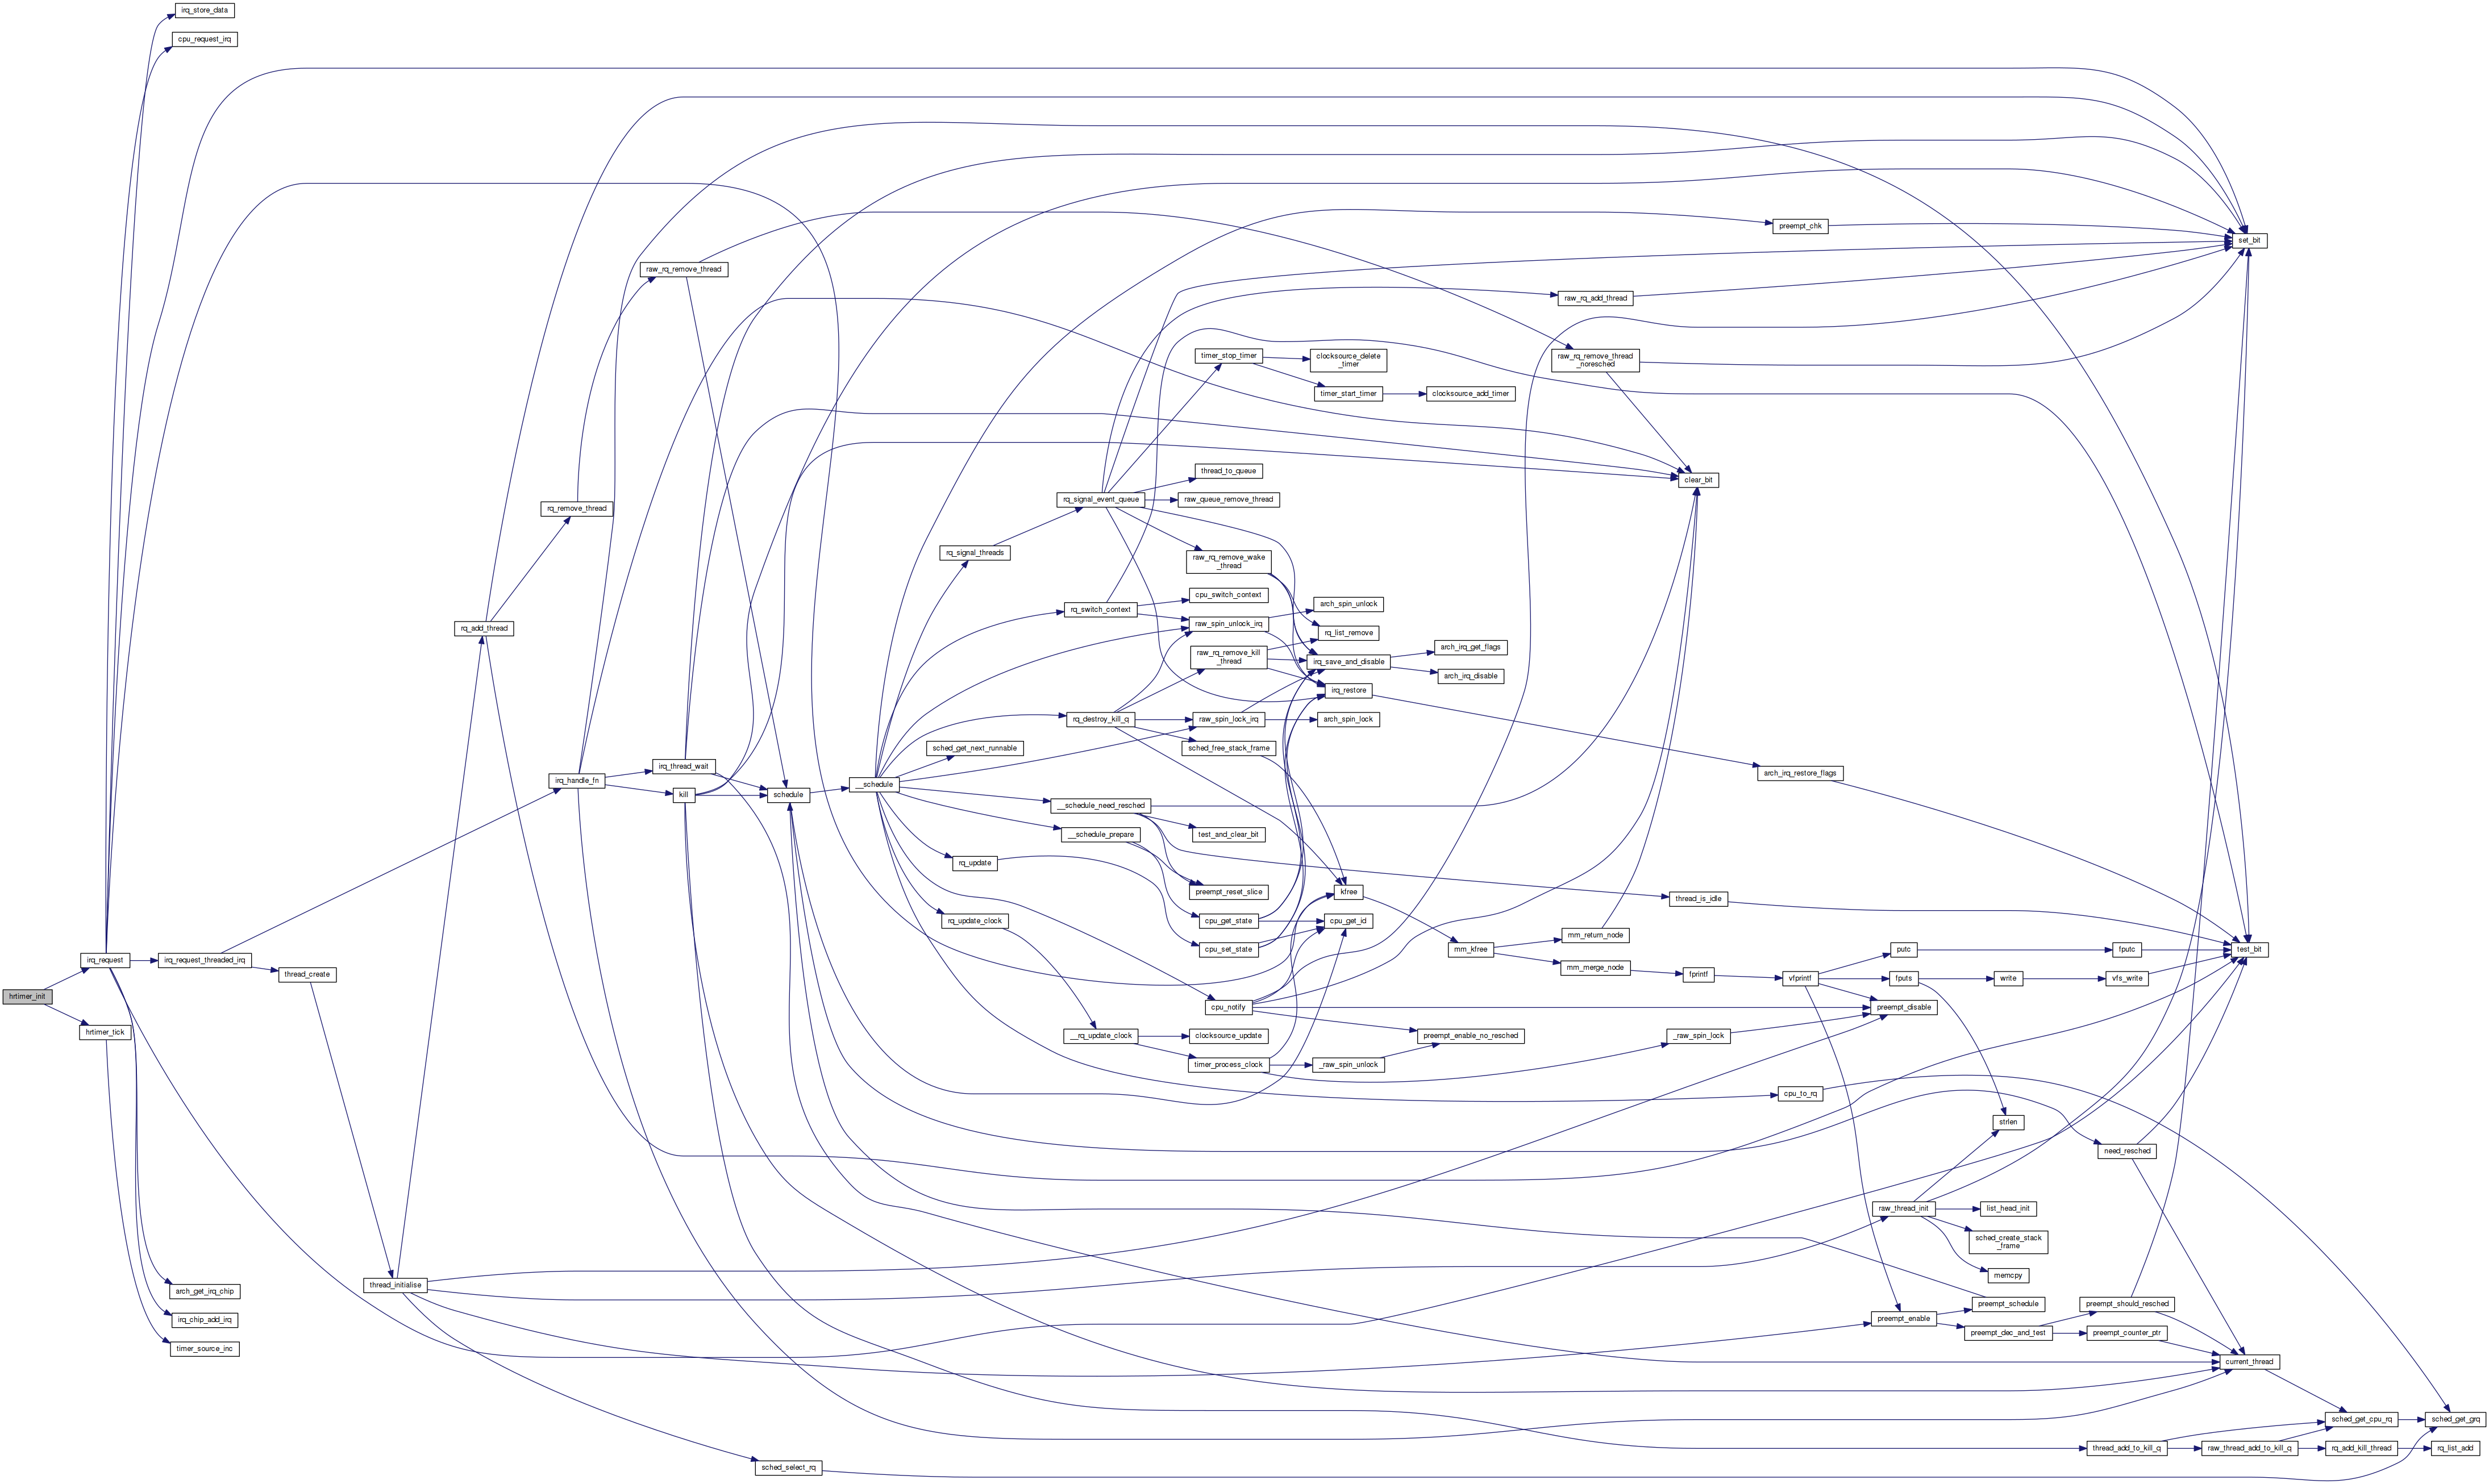 irq_store_data
cpu_request_irq
preempt_chk
set_bit
raw_rq_remove_thread
raw_rq_add_thread
timer_stop_timer
clocksource_delete
_timer
raw_rq_remove_thread
_noresched
timer_start_timer
clocksource_add_timer
thread_to_queue
clear_bit
rq_signal_event_queue
raw_queue_remove_thread
rq_remove_thread
rq_signal_threads
raw_rq_remove_wake
_thread
cpu_switch_context
arch_spin_unlock
rq_switch_context
raw_spin_unlock_irq
rq_add_thread
rq_list_remove
arch_irq_get_flags
raw_rq_remove_kill
_thread
irq_save_and_disable
arch_irq_disable
irq_restore
rq_destroy_kill_q
raw_spin_lock_irq
arch_spin_lock
sched_get_next_runnable
sched_free_stack_frame
irq_thread_wait
arch_irq_restore_flags
irq_handle_fn
__schedule
kill
schedule
__schedule_need_resched
__schedule_prepare
test_and_clear_bit
rq_update
preempt_reset_slice
kfree
thread_is_idle
rq_update_clock
cpu_get_state
cpu_get_id
mm_return_node
cpu_set_state
mm_kfree
putc
fputc
test_bit
irq_request
irq_request_threaded_irq
thread_create
mm_merge_node
fprintf
vfprintf
fputs
write
vfs_write
hrtimer_init
cpu_notify
preempt_disable
hrtimer_tick
__rq_update_clock
clocksource_update
preempt_enable_no_resched
_raw_spin_lock
timer_process_clock
_raw_spin_unlock
cpu_to_rq
strlen
need_resched
raw_thread_init
list_head_init
sched_create_stack
_frame
memcpy
thread_initialise
arch_get_irq_chip
preempt_schedule
preempt_should_resched
irq_chip_add_irq
preempt_enable
preempt_dec_and_test
preempt_counter_ptr
timer_source_inc
current_thread
sched_get_cpu_rq
sched_get_grq
thread_add_to_kill_q
raw_thread_add_to_kill_q
rq_add_kill_thread
rq_list_add
sched_select_rq